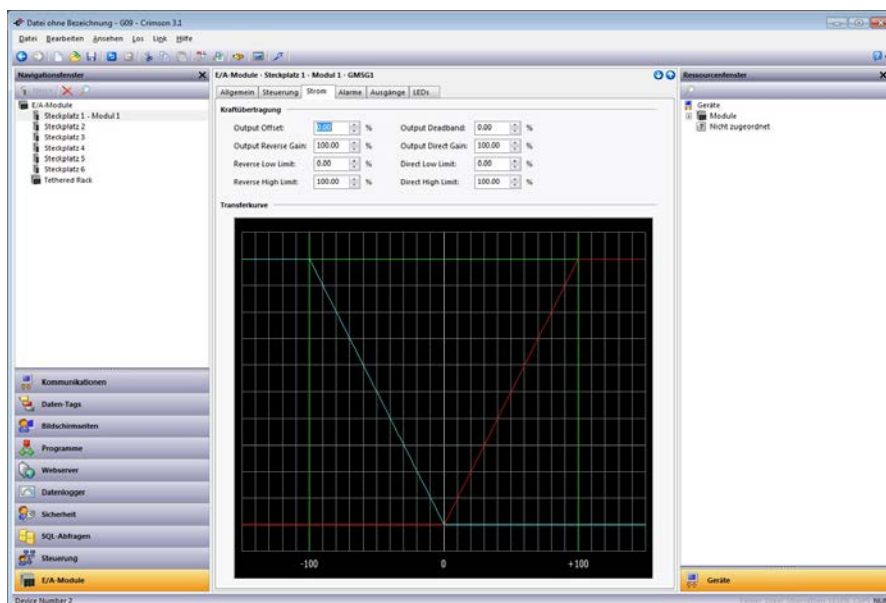 Datei ohne Bezeichnung - G09 - Crimson 3.1
Datei Bearbeiten Ansehen Los Link Hilfe
Navigationsfenster
E/A-Module
Steckplatz 1 - Modul 1
Steckplatz 2
Steckplatz 3
Steckplatz 4
Steckplatz 5
Steckplatz 6
Tethered Rack
Kommunikationen
Daten-Tags
Bildschirmseiten
Programme
Webserver
Datenlogger
Sicherheit
SQL-Abfragen
Steuerung
E/A-Module
E/A-Module - Steckplatz 1 - Modul 1 - GMSG1
Allgemein Steuerung Strom Alarme Ausgänge LEDs
Kraftübertragung
Output Offset: 0.00 % Output Deadband: 0.00 %
Output Reverse Gain: 100.00 % Output Direct Gain: 100.00 %
Reverse Low Limit: 0.00 % Direct Low Limit: 0.00 %
Reverse High Limit: 100.00 % Direct High Limit: 100.00 %
Transferkurve
-100 0 +100
Ressourcenfenster
Geräte
Module
Nicht zugeordnet
Geräte
Device Number 2
NUM